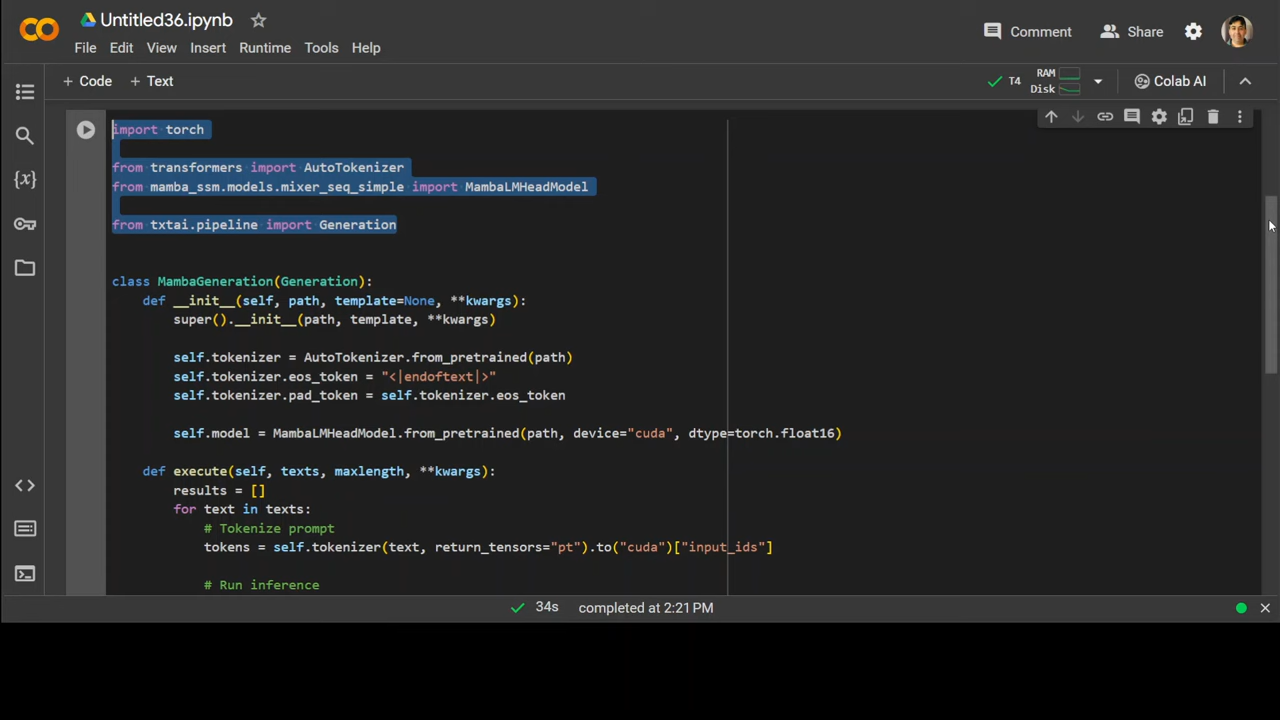 Untitled36.ipynb
Comment
Share
File Edit View Insert Runtime Tools Help
+ Code + Text
T4
RAM
Disk
Colab AI
import torch
from transformers import AutoTokenizer
from mamba_ssm.models.mixer_seq_simple import MambaLMHeadModel
from txtai.pipeline import Generation
class MambaGeneration(Generation):
def __init__(self, path, template=None, **kwargs):
super().__init__(path, template, **kwargs)
self.tokenizer = AutoTokenizer.from_pretrained(path)
self.tokenizer.eos_token = "<|endoftext|>"
self.tokenizer.pad_token = self.tokenizer.eos_token
self.model = MambaLMHeadModel.from_pretrained(path, device="cuda", dtype=torch.float16)
def execute(self, texts, maxlength, **kwargs):
results = []
for text in texts:
# Tokenize prompt
tokens = self.tokenizer(text, return_tensors="pt").to("cuda")["input_ids"]
# Run inference
34s completed at 2:21 PM